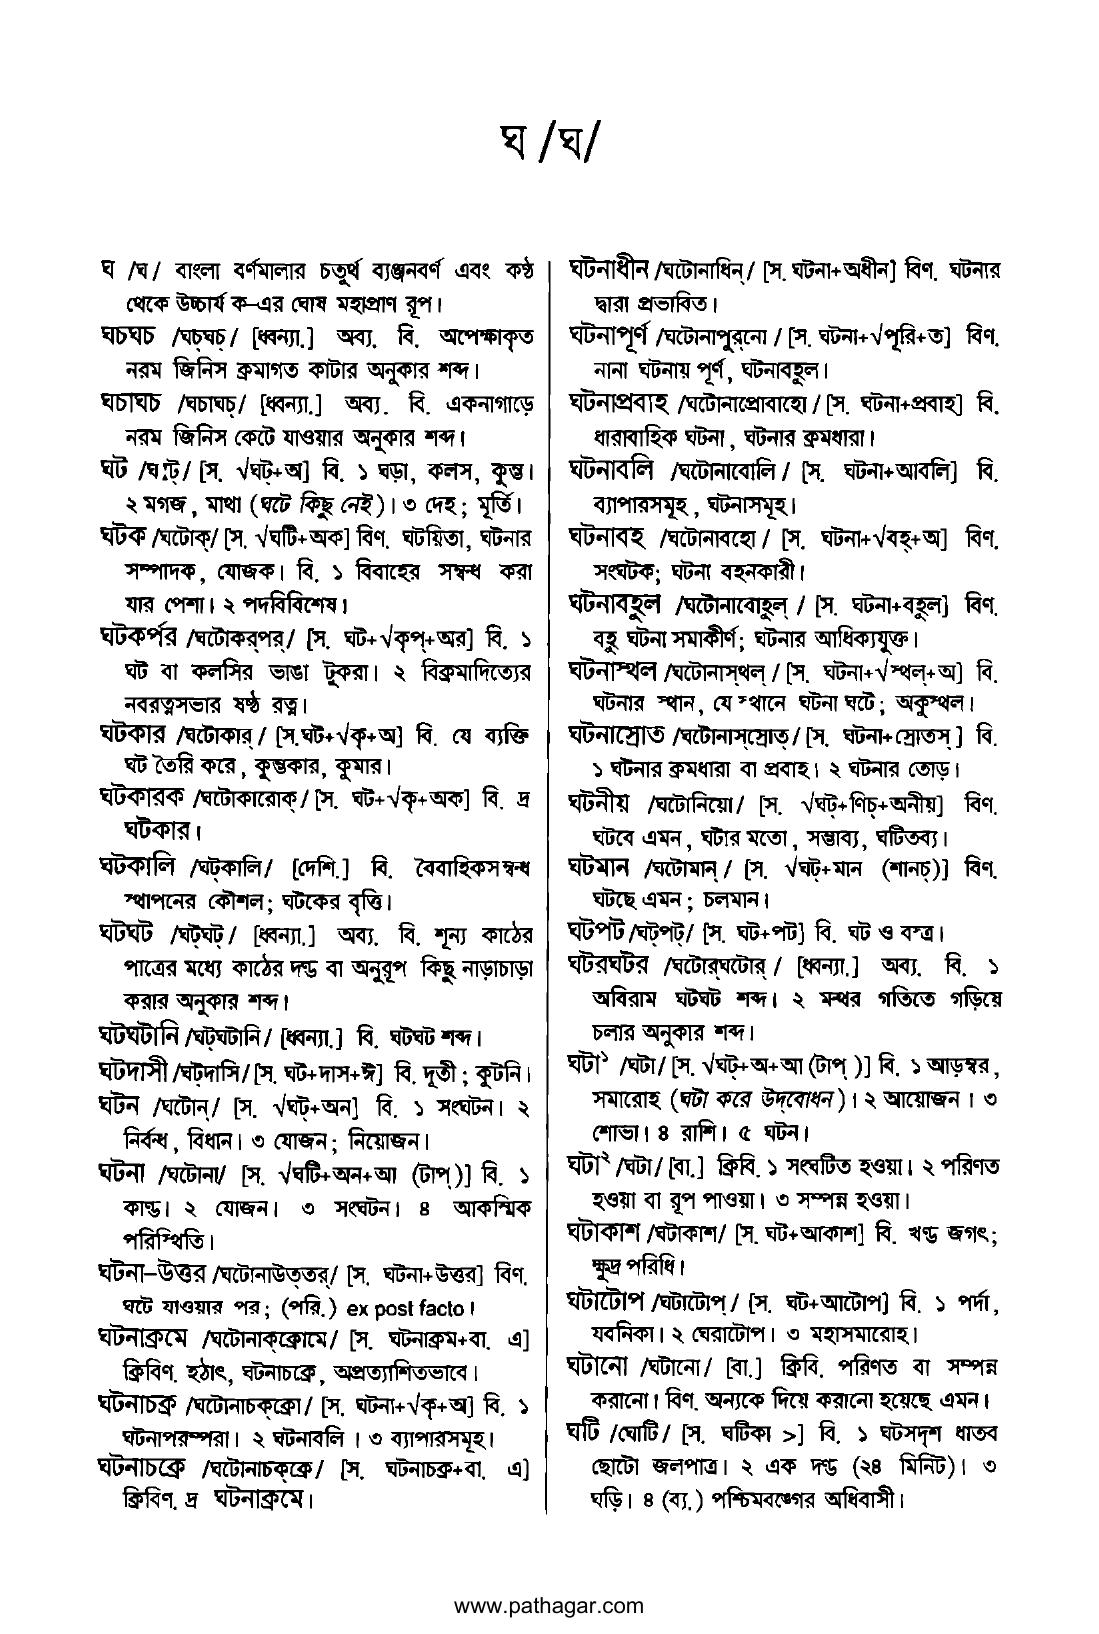 ঘ /ঘ/
ঘ /ঘ/ বাংলা বর্ণমালার চতুর্থ ব্যঞ্জনবর্ণ এবং কণ্ঠ
থেকে উচ্চার্য ক—এর ঘোষ মহাপ্রাণ রূপ।
ঘচঘচ /ঘচ্‌ঘচ্‌/ [ধ্বন্যা.] অব্য. বি. অপেক্ষাকৃত
নরম জিনিস ক্রমাগত কাটার অনুকার শব্দ।
ঘচাঘচ /ঘচাঘচ্‌/ [ধ্বন্যা.] অব্য. বি. একনাগাড়ে
নরম জিনিস কেটে যাওয়ার অনুকার শব্দ।
ঘট /ঘ:ট্‌/ [স. √ঘট্‌+অ] বি. ১ ঘড়া, কলস, কুম্ভ।
২ মগজ, মাথা (ঘটে কিছু নেই)। ৩ দেহ; মূর্তি।
ঘটক /ঘটোক্‌/ [স. √ঘটি+অক] বিণ. ঘটয়িতা, ঘটনার
সম্পাদক, যোজক। বি. ১ বিবাহের সম্বন্ধ করা
যার পেশা। ২ পদবিবিশেষ।
ঘটকর্পর /ঘটোকর্‌পর্‌/ [স. ঘট+√কৃপ্‌+অর] বি. ১
ঘট বা কলসির ভাঙা টুকরা। ২ বিক্রমাদিত্যের
নবরত্নসভার ষষ্ঠ রত্ন।
ঘটকার /ঘটোকার্‌/ [স.ঘট+√কৃ+অ] বি. যে ব্যক্তি
ঘট তৈরি করে, কুম্ভকার, কুমার।
ঘটকারক /ঘটোকারোক্‌/ [স. ঘট+√কৃ+অক] বি. দ্র
ঘটকার।
ঘটকালি /ঘট্‌কালি/ [দেশি.] বি. বৈবাহিকসম্বন্ধ
স্থাপনের কৌশল; ঘটকের বৃত্তি।
ঘটঘট /ঘট্‌ঘট্‌/ [ধ্বন্যা.] অব্য. বি. শূন্য কাঠের
পাত্রের মধ্যে কাঠের দণ্ড বা অনুরূপ কিছু নাড়াচাড়া
করার অনুকার শব্দ।
ঘটঘটানি /ঘট্‌ঘটানি/ [ধ্বন্যা.] বি. ঘটঘট শব্দ।
ঘটদাসী /ঘট্‌দাসি/ [স. ঘট+দাস+ঈ] বি. দূতী; কুটনি।
ঘটন /ঘটোন্‌/ [স. √ঘট্‌+অন] বি. ১ সংঘটন। ২
নির্বন্ধ, বিধান। ৩ যোজন; নিয়োজন।
ঘটনা /ঘটোনা/ [স. √ঘটি+অন+আ (টাপ্‌)] বি. ১
কাণ্ড। ২ যোজন। ৩ সংঘটন। ৪ আকস্মিক
পরিস্থিতি।
ঘটনা—উত্তর /ঘটোনাউত্‌তর্‌/ [স. ঘটনা+উত্তর] বিণ.
ঘটে যাওয়ার পর; (পরি.) ex post facto।
ঘটনাক্রমে /ঘটোনাক্‌ক্রোমে/ [স. ঘটনাক্রম+বা. এ]
ক্রিবিণ. হঠাৎ, ঘটনাচক্রে, অপ্রত্যাশিতভাবে।
ঘটনাচক্র /ঘটোনাচক্‌ক্রো/ [স. ঘটনা+√কৃ+অ] বি. ১
ঘটনাপরম্পরা। ২ ঘটনাবলি। ৩ ব্যাপারসমূহ।
ঘটনাচক্রে /ঘটোনাচক্‌ক্রে/ [স. ঘটনাচক্র+বা. এ]
ক্রিবিণ. দ্র ঘটনাক্রমে।
ঘটনাধীন /ঘটোনাধিন্‌/ [স. ঘটনা+অধীন] বিণ. ঘটনার
দ্বারা প্রভাবিত।
ঘটনাপূর্ণ /ঘটোনাপুর্‌নো/ [স. ঘটনা+√পূরি+ত] বিণ.
নানা ঘটনায় পূর্ণ, ঘটনাবহুল।
ঘটনাপ্রবাহ /ঘটোনাপ্রোবাহো/ [স. ঘটনা+প্রবাহ] বি.
ধারাবাহিক ঘটনা, ঘটনার ক্রমধারা।
ঘটনাবলি /ঘটোনাবোলি/ [স. ঘটনা+আবলি] বি.
ব্যাপারসমূহ, ঘটনাসমূহ।
ঘটনাবহ /ঘটোনাবহো/ [স. ঘটনা+√বহ্‌+অ] বিণ.
সংঘটক; ঘটনা বহনকারী।
ঘটনাবহুল /ঘটোনাবোহুল্‌/ [স. ঘটনা+বহুল] বিণ.
বহু ঘটনা সমাকীর্ণ; ঘটনার আধিক্যযুক্ত।
ঘটনাস্থল /ঘটোনাস্‌থল্‌/ [স. ঘটনা+√স্থল্‌+অ] বি.
ঘটনার স্থান, যে স্থানে ঘটনা ঘটে; অকুস্থল।
ঘটনাস্রোত /ঘটোনাস্‌স্রোত্‌/ [স. ঘটনা+স্রোতস্‌] বি.
১ ঘটনার ক্রমধারা বা প্রবাহ। ২ ঘটনার তোড়।
ঘটনীয় /ঘটোনিয়ো/ [স. √ঘট্‌+ণিচ্‌+অনীয়] বিণ.
ঘটবে এমন, ঘটার মতো, সম্ভাব্য, ঘটিতব্য।
ঘটমান /ঘটোমান্‌/ [স. √ঘট্‌+মান (শানচ্‌)] বিণ.
ঘটছে এমন; চলমান।
ঘটপট /ঘট্‌পট্‌/ [স. ঘট+পট] বি. ঘট ও বস্ত্র।
ঘটরঘটর /ঘটোর্‌ঘটোর্‌/ [ধ্বন্যা.] অব্য. বি. ১
অবিরাম ঘটঘট শব্দ। ২ মন্থর গতিতে গড়িয়ে
চলার অনুকার শব্দ।
ঘটা১ /ঘটা/ [স. √ঘট্‌+অ+আ (টাপ্‌)] বি. ১ আড়ম্বর,
সমারোহ (ঘটা করে উদ্‌বোধন)। ২ আয়োজন। ৩
শোভা। ৪ রাশি। ৫ ঘটন।
ঘটা২ /ঘটা/ [বা.] ক্রিবি. ১ সংঘটিত হওয়া। ২ পরিণত
হওয়া বা রূপ পাওয়া। ৩ সম্পন্ন হওয়া।
ঘটাকাশ /ঘটাকাশ/ [স. ঘট+আকাশ] বি. খণ্ড জগৎ;
ক্ষুদ্র পরিধি।
ঘটাটোপ /ঘটাটোপ্‌/ [স. ঘট+আটোপ] বি. ১ পর্দা,
যবনিকা। ২ ঘেরাটোপ। ৩ মহাসমারোহ।
ঘটানো /ঘটানো/ [বা.] ক্রিবি. পরিণত বা সম্পন্ন
করানো। বিণ. অন্যকে দিয়ে করানো হয়েছে এমন।
ঘটি /ঘোটি/ [স. ঘটিকা >] বি. ১ ঘটসদৃশ ধাতব
ছোটো জলপাত্র। ২ এক দণ্ড (২৪ মিনিট)। ৩
ঘড়ি। ৪ (ব্য.) পশ্চিমবঙ্গের অধিবাসী।
www.pathagar.com